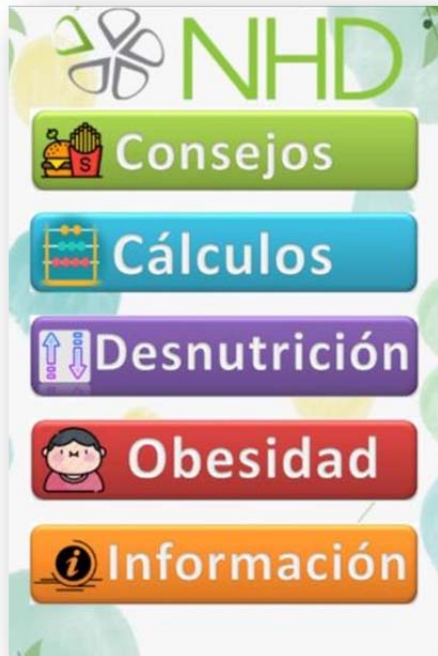 NHD
Consejos
S
Cálculos
Desnutrición
Obesidad
i
Información